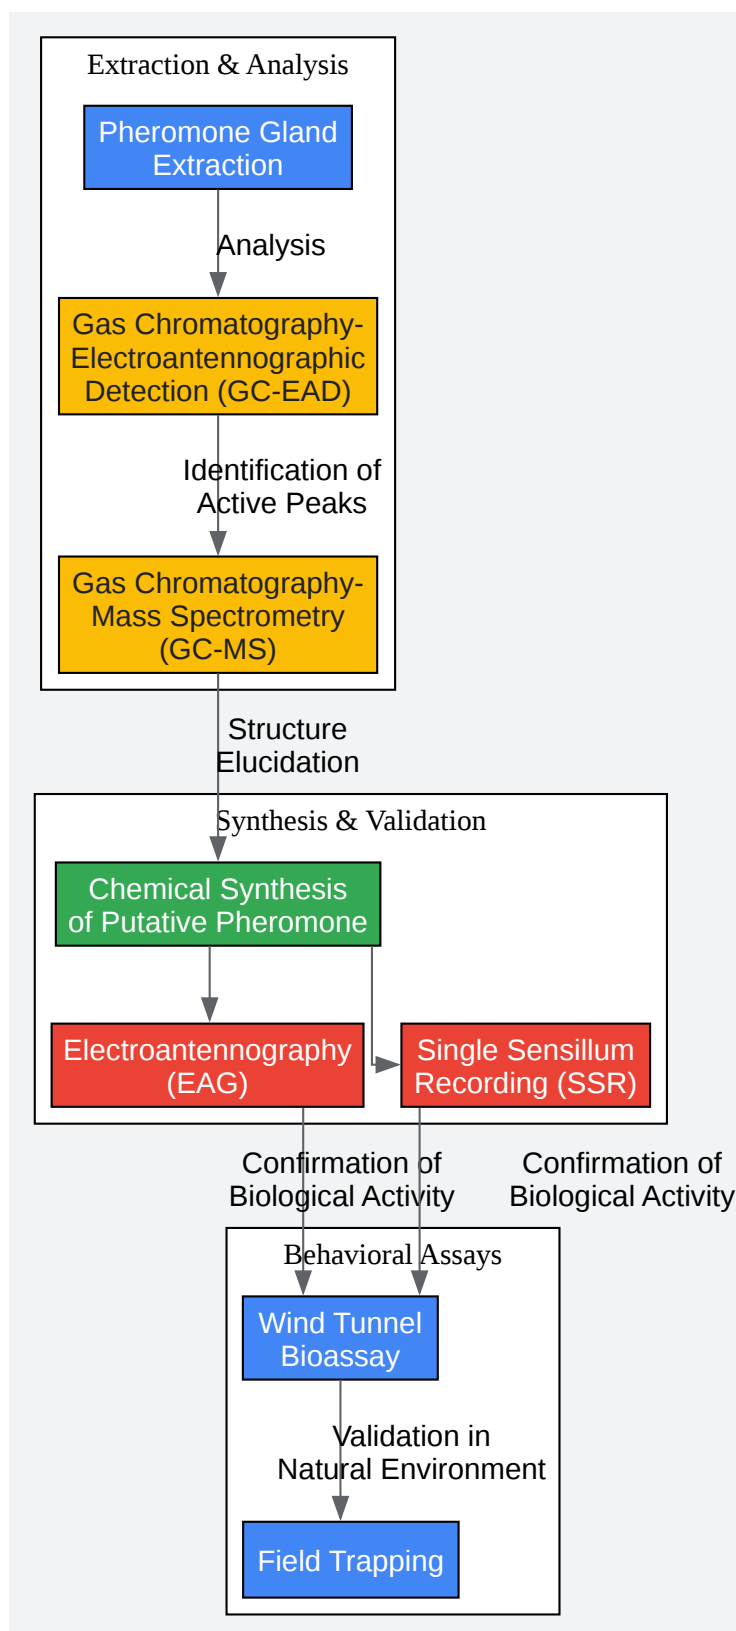 Extraction & Analysis
Pheromone Gland
Extraction
Analysis
Gas Chromatography-
Electroantennographic
Detection (GC-EAD)
Identification of
Active Peaks
Gas Chromatography-
Mass Spectrometry
(GC-MS)
Structure
Elucidation
Synthesis & Validation
Chemical Synthesis
of Putative Pheromone
Electroantennography
(EAG)
Single Sensillum
Recording (SSR)
Confirmation of
Biological Activity
Confirmation of
Biological Activity
Behavioral Assays
Wind Tunnel
Bioassay
Validation in
Natural Environment
Field Trapping